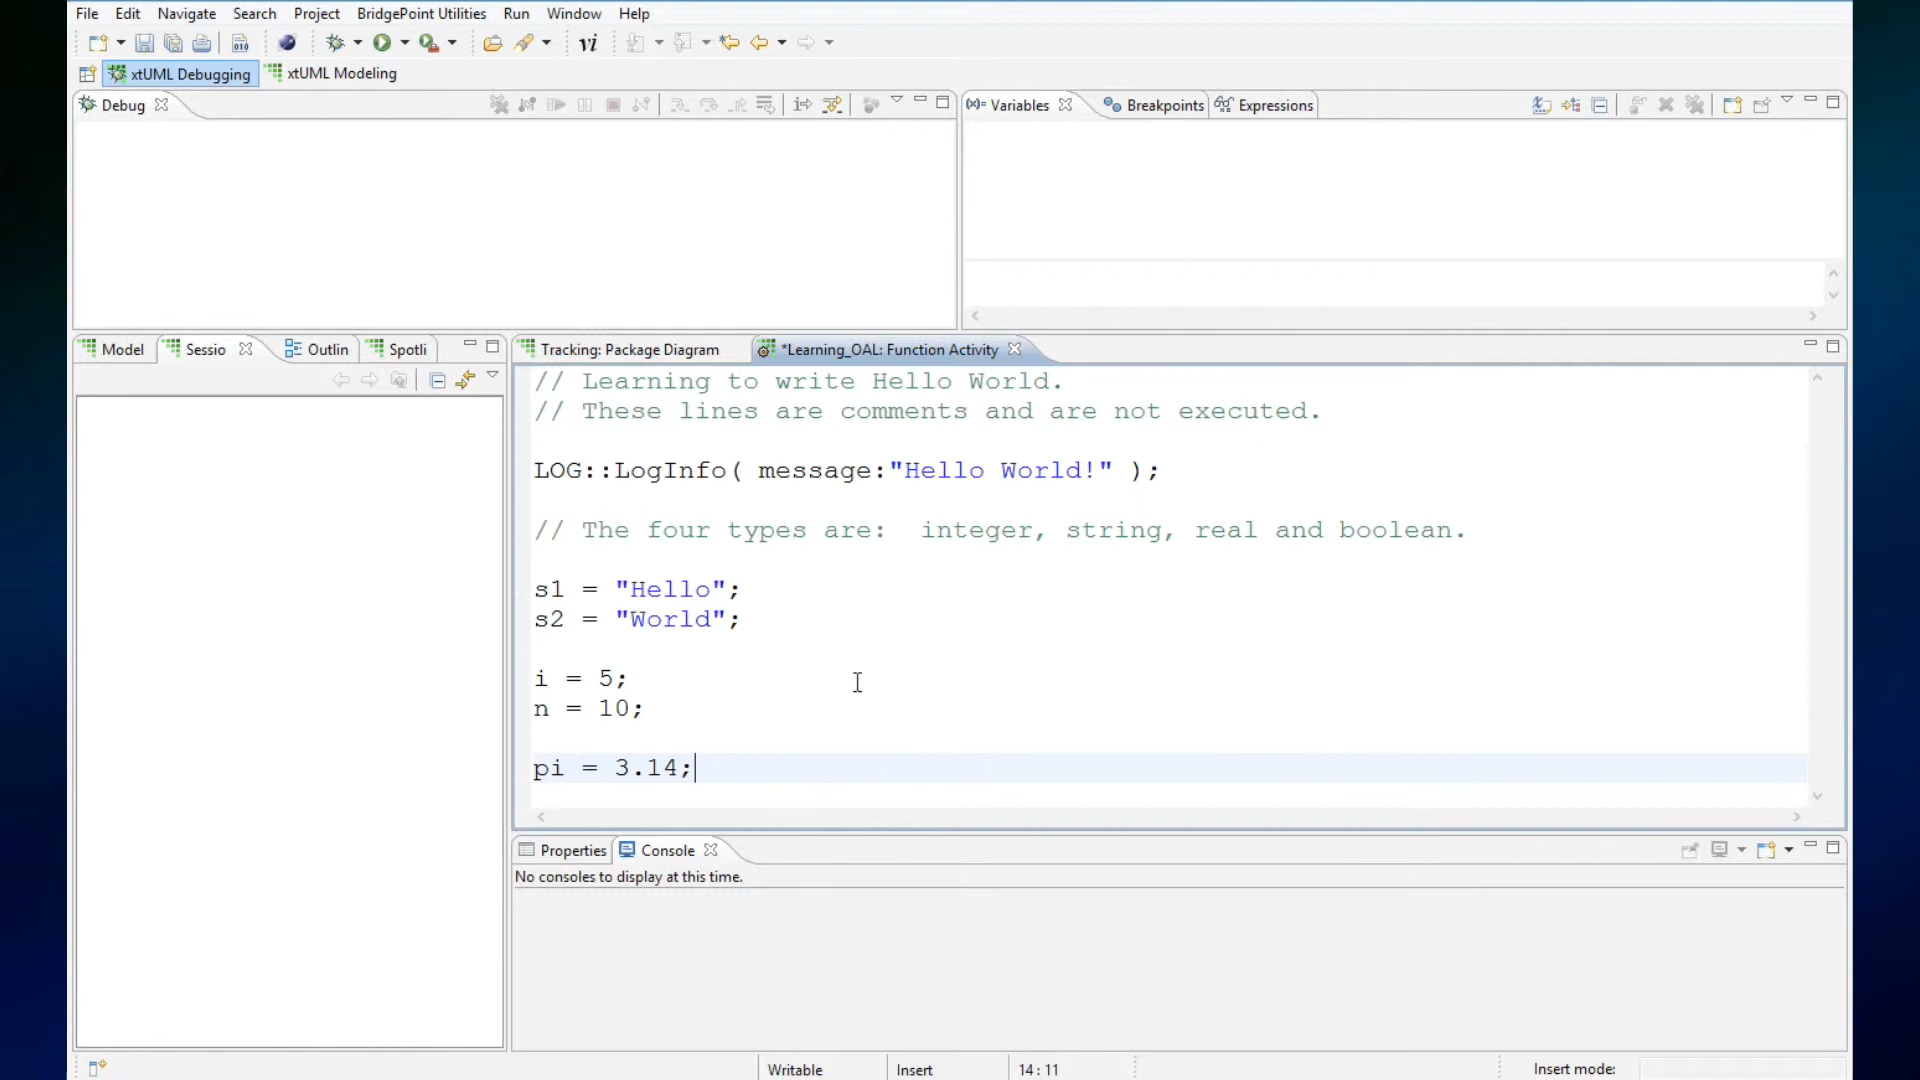 File Edit Navigate Search Project BridgePoint Utilities Run Window Help
010 vi
xtUML Debugging xtUML Modeling
Debug
(x)= Variables Breakpoints Expressions
Model Sessio Outlin Spotli
Tracking: Package Diagram *Learning_OAL: Function Activity
// Learning to write Hello World.
// These lines are comments and are not executed.
LOG::LogInfo( message:"Hello World!" );
// The four types are:  integer, string, real and boolean.
s1 = "Hello";
s2 = "World";
i = 5;
n = 10;
pi = 3.14;
Properties Console
No consoles to display at this time.
Writable Insert 14 : 11 Insert mode: